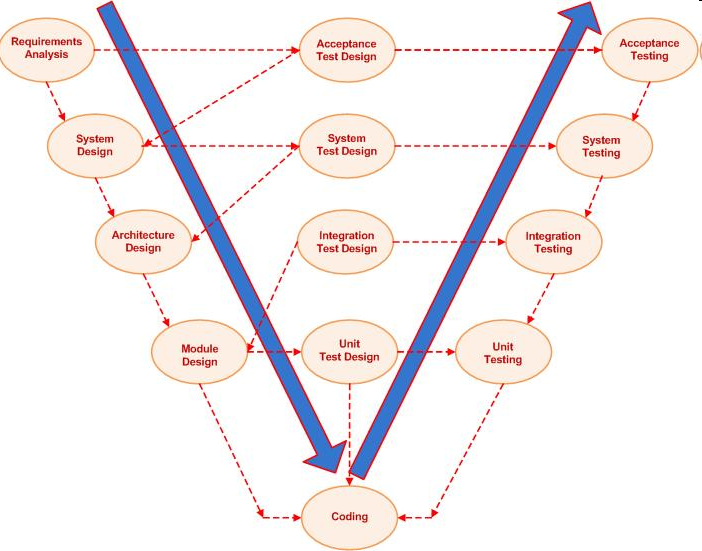 Requirements
Analysis
Acceptance
Test Design
Acceptance
Testing
System
Design
System
Test Design
System
Testing
Architecture
Design
Integration
Test Design
Integration
Testing
Module
Design
Unit
Test Design
Unit
Testing
Coding